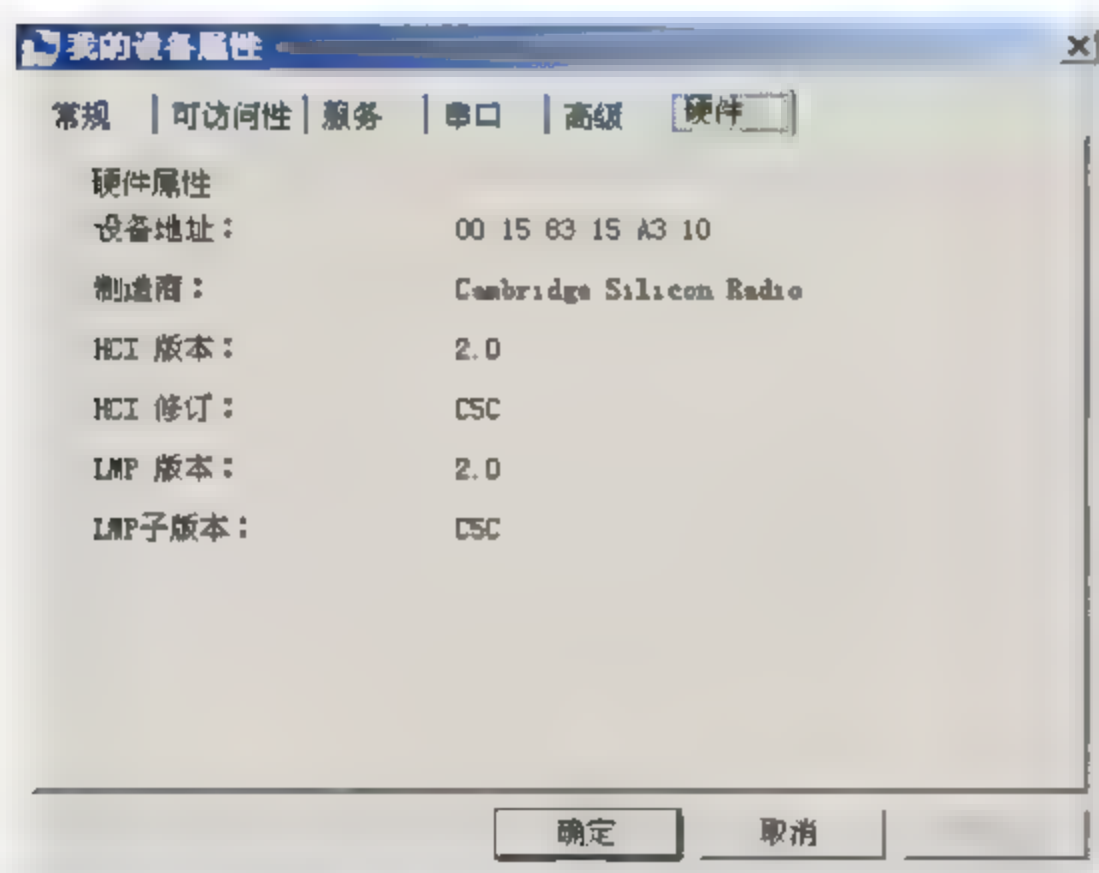 我的设备属性
常规 可访问性 服务 串口 高级 硬件
硬件属性
设备地址： 00 15 83 15 A3 10
制造商： Cambridge Silicon Radio
HCI 版本： 2.0
HCI 修订： C5C
LMP 版本： 2.0
LMP子版本： C5C
确定 取消